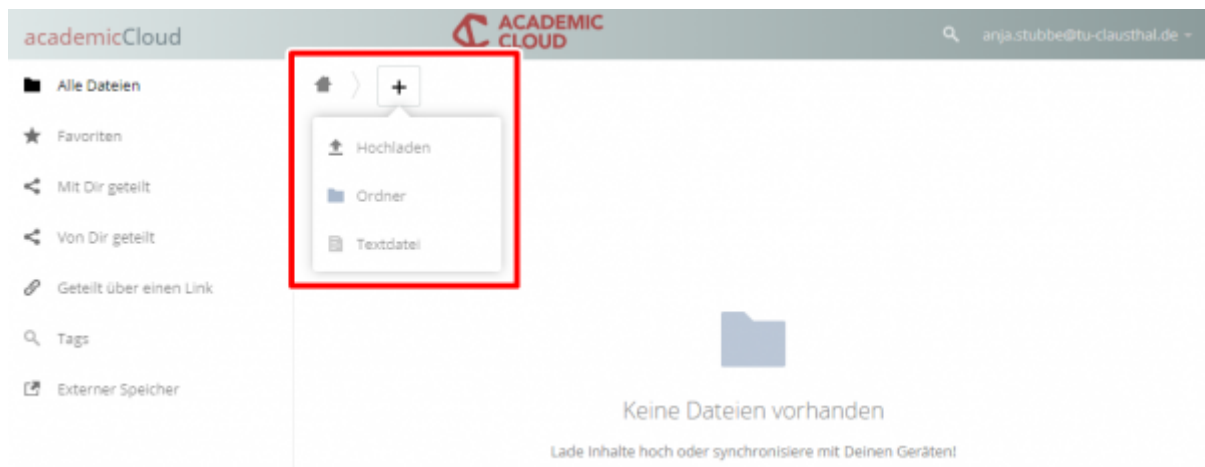 academicCloud
ACADEMIC
CLOUD
anja.stubbe@tu-clausthal.de
Alle Dateien
Favoriten
Mit Dir geteilt
Von Dir geteilt
Geteilt über einen Link
Tags
Externer Speicher
+
Hochladen
Ordner
Textdatei
Keine Dateien vorhanden
Lade Inhalte hoch oder synchronisiere mit Deinen Geräten!